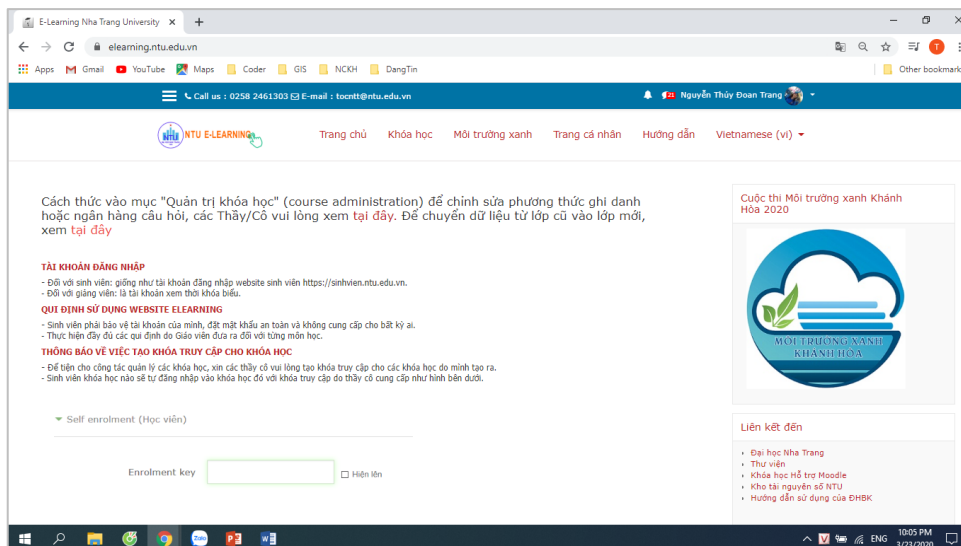 E-Learning Nha Trang University
elearning.ntu.edu.vn
Apps Gmail YouTube Maps Coder GIS NCKH DangTin Other bookmark
Call us : 0258 2461303 E-mail : tocntt@ntu.edu.vn 21 Nguyễn Thủy Đoan Trang
NTU NTU E-LEARNING Trang chủ Khóa học Môi trường xanh Trang cá nhân Hướng dẫn Vietnamese (vi)
Cách thức vào mục "Quản trị khóa học" (course administration) để chỉnh sửa phương thức ghi danh
hoặc ngân hàng câu hỏi, các Thầy/Cô vui lòng xem tại đây. Để chuyển dữ liệu từ lớp cũ vào lớp mới,
xem tại đây
TÀI KHOẢN ĐĂNG NHẬP
- Đối với sinh viên: giống như tài khoản đăng nhập website sinh viên https://sinhvien.ntu.edu.vn.
- Đối với giảng viên: là tài khoản xem thời khóa biểu.
QUI ĐỊNH SỬ DỤNG WEBSITE ELEARNING
- Sinh viên phải bảo vệ tài khoản của mình, đặt mật khẩu an toàn và không cung cấp cho bất kỳ ai.
- Thực hiện đầy đủ các qui định do Giáo viên đưa ra đối với từng môn học.
THÔNG BÁO VỀ VIỆC TẠO KHÓA TRUY CẬP CHO KHÓA HỌC
- Để tiện cho công tác quản lý các khóa học, xin các thầy cô vui lòng tạo khóa truy cập cho các khóa học do mình tạo ra.
- Sinh viên khóa học nào sẽ tự đăng nhập vào khóa học đó với khóa truy cập do thầy cô cung cấp như hình bên dưới.
Self enrolment (Học viên)
Enrolment key Hiện lên
Cuộc thi Môi trường xanh Khánh
Hòa 2020
MÔI TRƯỜNG XANH
KHÁNH HÒA
Liên kết đến
Đại học Nha Trang
Thư viện
Khóa học Hỗ trợ Moodle
Kho tài nguyên số NTU
Hướng dẫn sử dụng của ĐHBK
Zalo
ENG
10:05 PM
3/23/2020